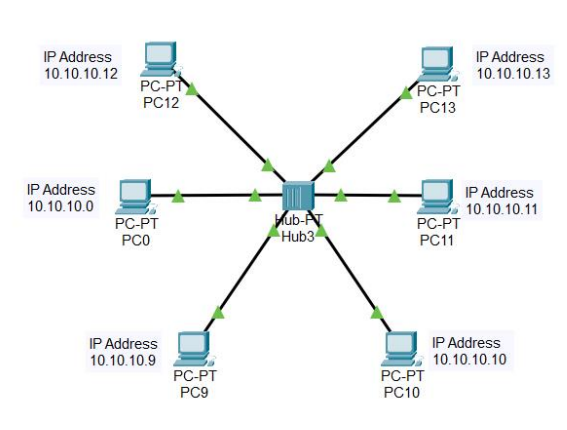 IP Address
10.10.10.12
PC-PT
PC12
IP Address
10.10.10.13
PC-PT
PC13
IP Address
10.10.10.0
PC-PT
PC0
Hub-PT
Hub3
IP Address
10.10.10.11
PC-PT
PC11
IP Address
10.10.10.9
PC-PT
PC9
IP Address
10.10.10.10
PC-PT
PC10